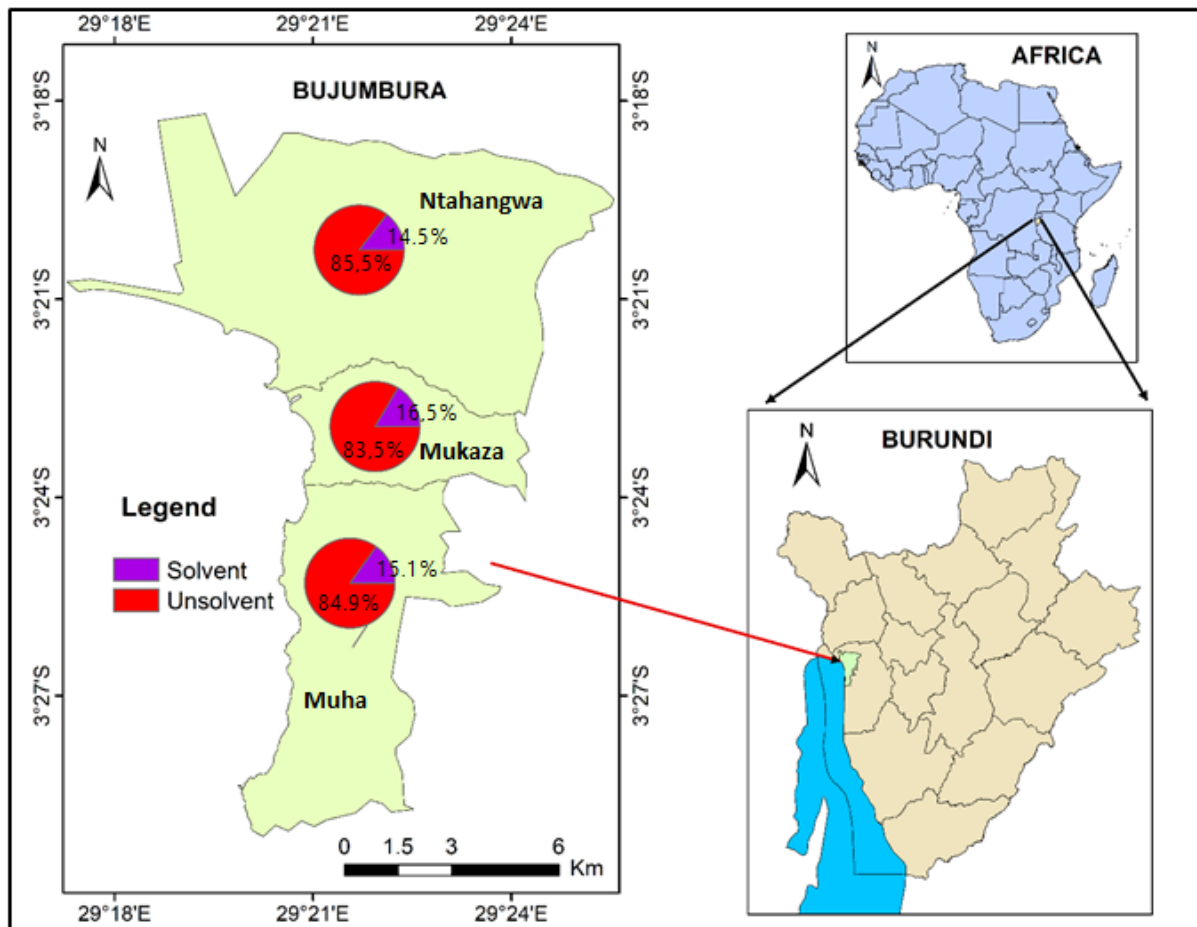 29°18'E 29°21'E 29°24'E
BUJUMBURA
N
3°18'S
3°21'S
3°24'S
3°27'S
Ntahangwa
14.5%
85,5%
16,5%
83,5%
Mukaza
Legend
Solvent
Unsolvent
15.1%
84.9%
Muha
0 1.5 3 6
Km
3°18'S
3°21'S
3°24'S
3°27'S
29°18'E 29°21'E 29°24'E
N
AFRICA
N
BURUNDI